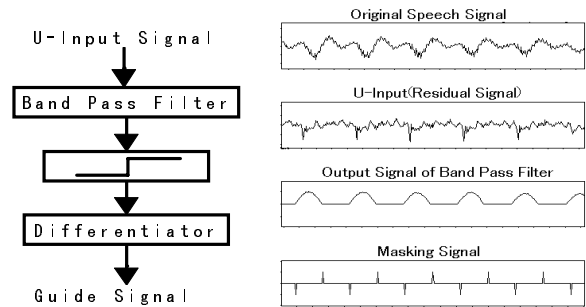 U-Input Signal
Band Pass Filter
Differentiator
Guide Signal
Original Speech Signal
U-Input(Residual Signal)
Output Signal of Band Pass Filter
Masking Signal